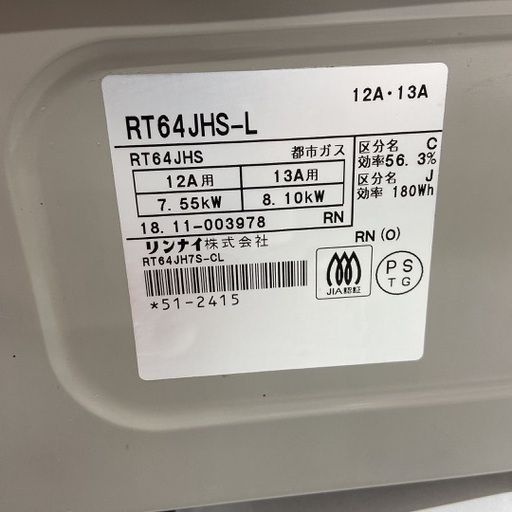 12A・13A
RT64JHS-L
RT64JHS 都市ガス
12A用 13A用
7.55kW 8.10kW
18.11-003978 RN
区分名 C
効率56.3%
区分名 J
効率 180Wh
リンナイ株式会社
RN(O)
RT64JH7S-CL
*51-2415
JIA認証
PS
TG